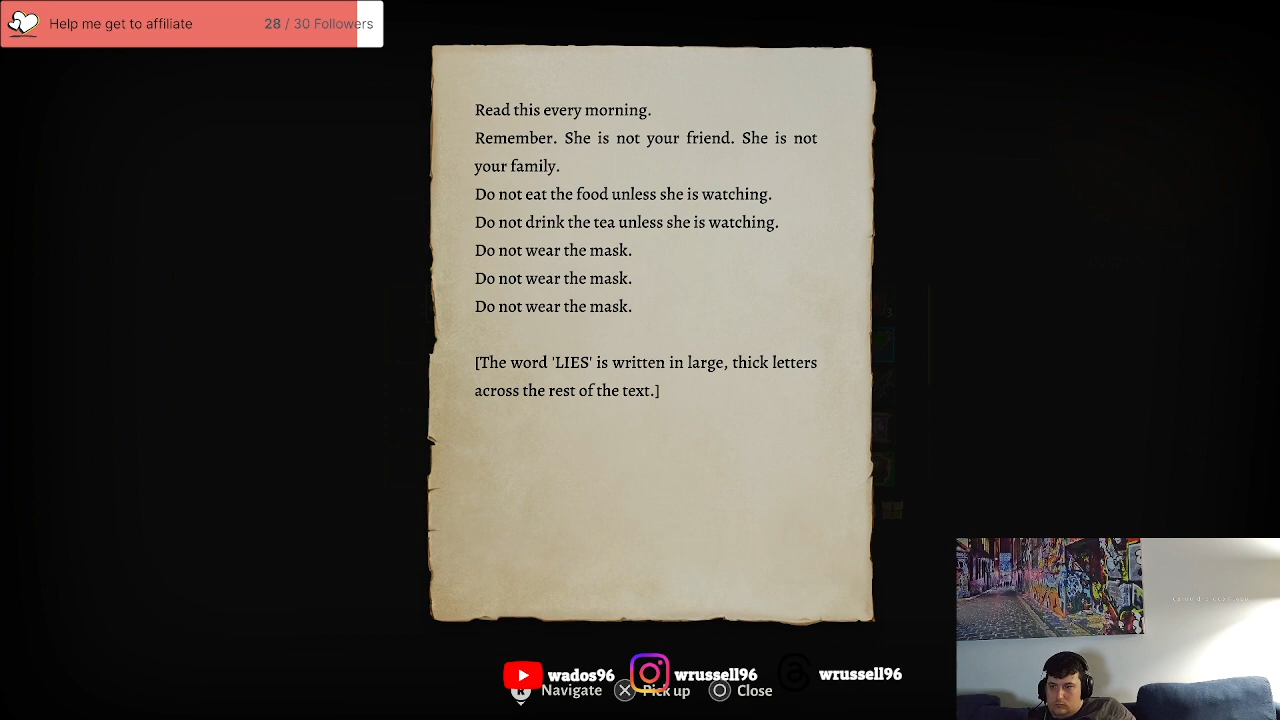 Help me get to affiliate 28 / 30 Followers
Read this every morning.
Remember. She is not your friend. She is not
your family.
Do not eat the food unless she is watching.
Do not drink the tea unless she is watching.
Do not wear the mask.
Do not wear the mask.
Do not wear the mask.
[The word 'LIES' is written in large, thick letters
across the rest of the text.]
wados96 wrussell96 wrussell96
R Navigate Pick up Close